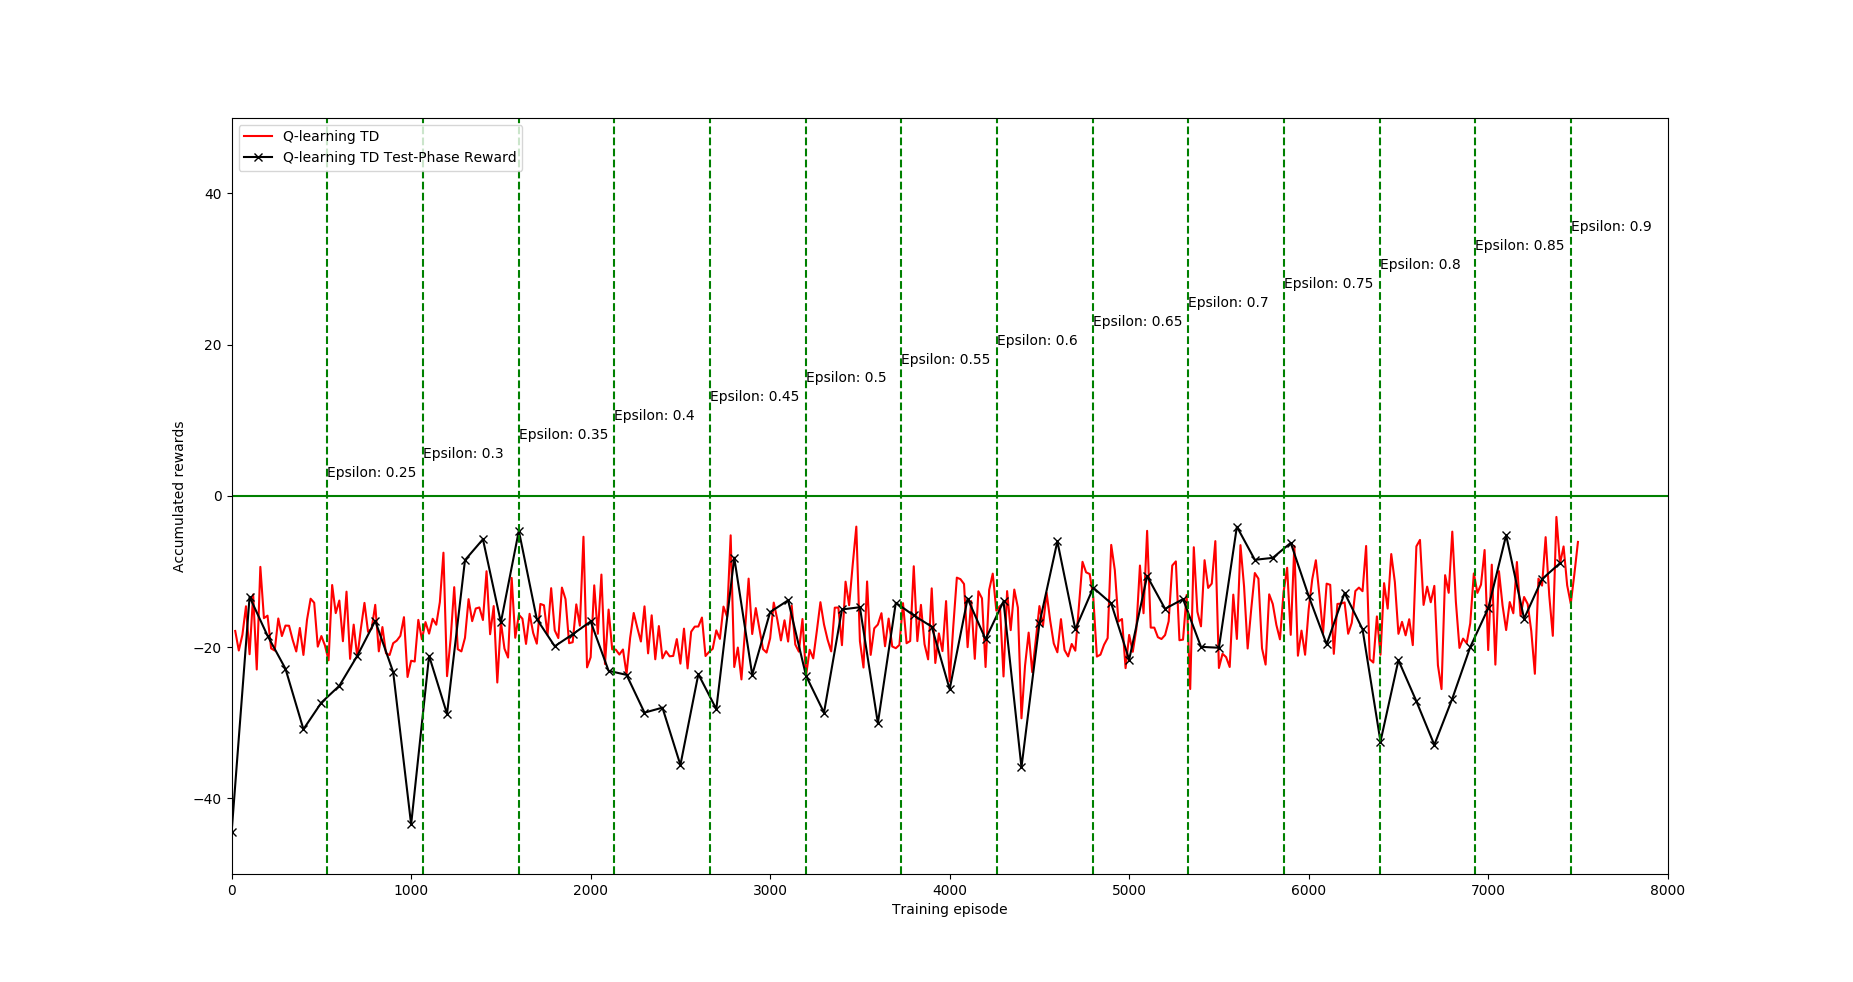 Q-learning TD
Q-learning TD Test-Phase Reward
40
20
0
−20
−40
Accumulated rewards
Epsilon: 0.25
Epsilon: 0.3
Epsilon: 0.35
Epsilon: 0.4
Epsilon: 0.45
Epsilon: 0.5
Epsilon: 0.55
Epsilon: 0.6
Epsilon: 0.65
Epsilon: 0.7
Epsilon: 0.75
Epsilon: 0.8
Epsilon: 0.85
Epsilon: 0.9
0 1000 2000 3000 4000 5000 6000 7000 8000
Training episode